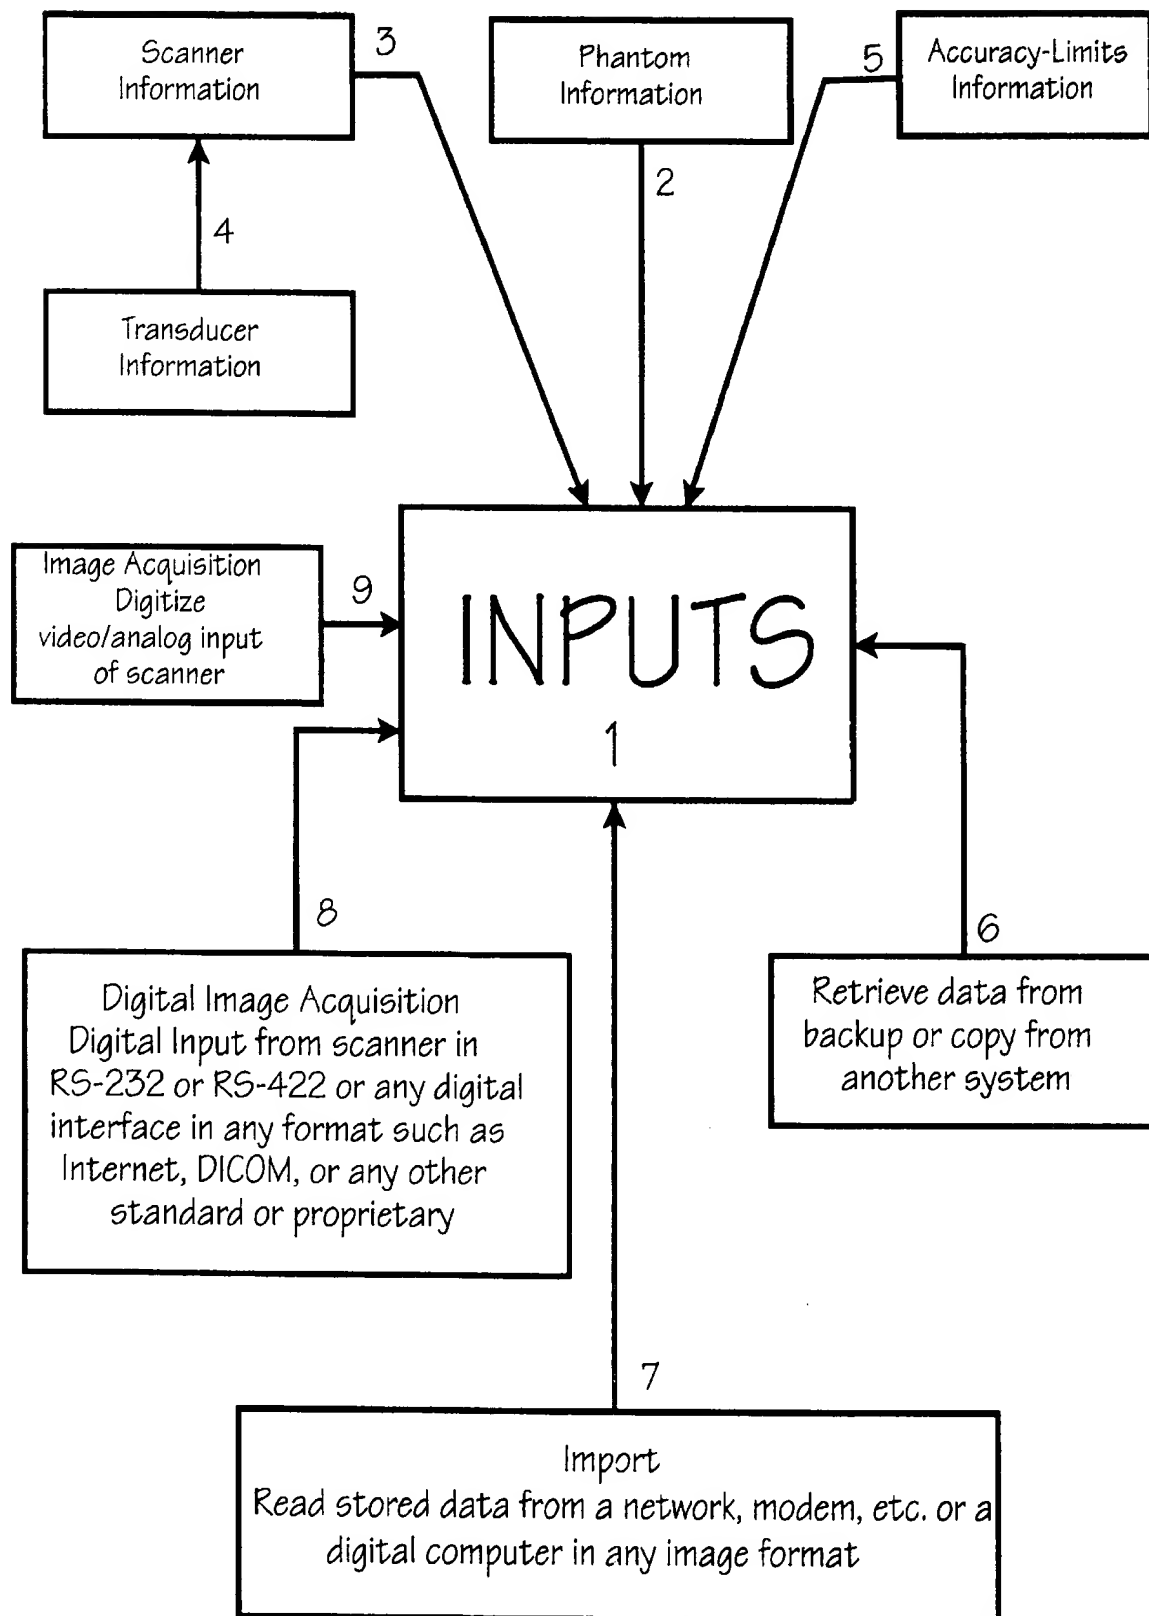 Scanner
Information
3
Phantom
Information
5
Accuracy-Limits
Information
2
4
Transducer
Information
Image Acquisition
Digitize
video/analog input
of scanner
9
INPUTS
1
8
Digital Image Acquisition
Digital Input from scanner in
RS-232 or RS-422 or any digital
interface in any format such as
Internet, DICOM, or any other
standard or proprietary
6
Retrieve data from
backup or copy from
another system
7
Import
Read stored data from a network, modem, etc. or a
digital computer in any image format